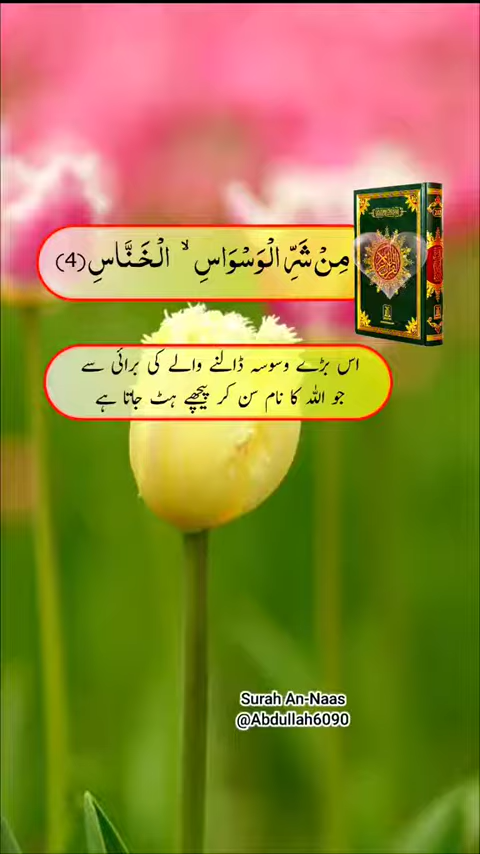 مِنْ شَرِّ الْوَسْوَاسِ ۙ الْخَنَّاسِ (4)
اس بڑے وسوسہ ڈالنے والے کی برائی سے
جو اللہ کا نام سن کر پیچھے ہٹ جاتا ہے
Surah An-Naas
@Abdullah6090